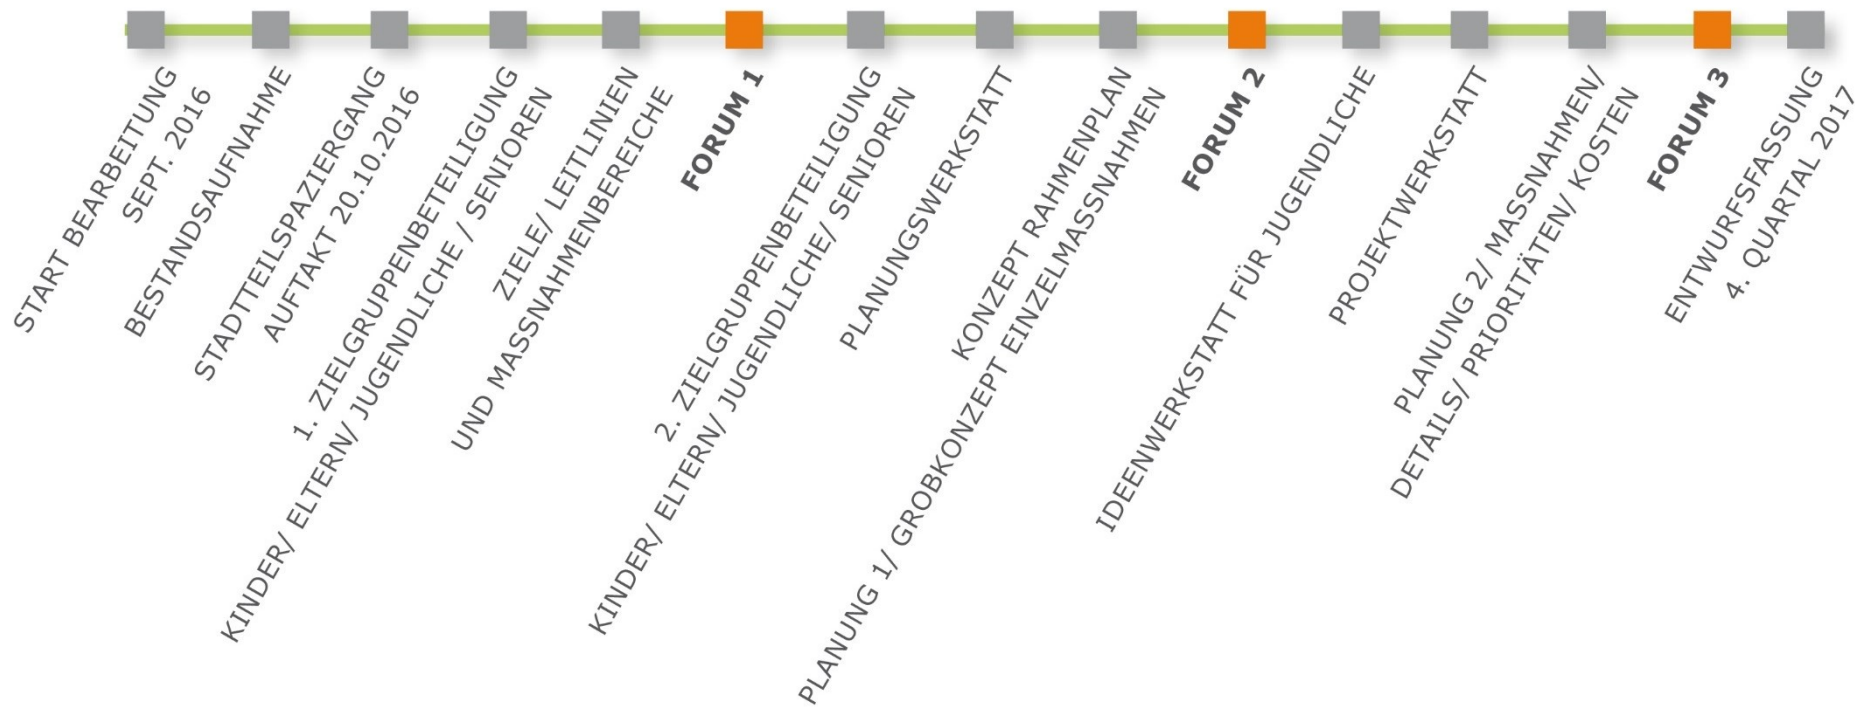 START BEARBEITUNG
SEPT. 2016
BESTANDSAUFNAHME
STADTTEILSPAZIERGANG
AUFTAKT 20.10.2016
1. ZIELGRUPPENBETEILIGUNG
KINDER/ ELTERN/ JUGENDLICHE / SENIOREN
ZIELE/ LEITLINIEN
UND MASSNAHMENBEREICHE
FORUM 1
2. ZIELGRUPPENBETEILIGUNG
KINDER/ ELTERN/ JUGENDLICHE/ SENIOREN
PLANUNGSWERKSTATT
KONZEPT RAHMENPLAN
PLANUNG 1/ GROBKONZEPT EINZELMASSNAHMEN
FORUM 2
IDEENWERKSTATT FÜR JUGENDLICHE
PROJEKTWERKSTATT
PLANUNG 2/ MASSNAHMEN/
DETAILS/ PRIORITÄTEN/ KOSTEN
FORUM 3
ENTWURFSFASSUNG
4. QUARTAL 2017